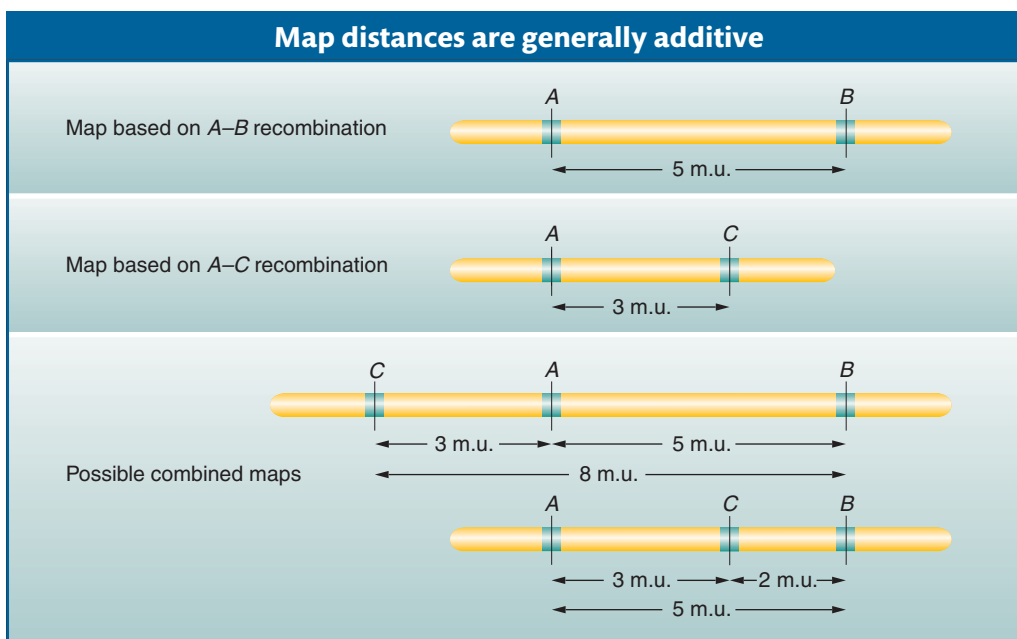 Map distances are generally additive
A B
Map based on A–B recombination
5 m.u.
A C
Map based on A–C recombination
3 m.u.
C A B
3 m.u. 5 m.u.
Possible combined maps 8 m.u.
A C B
3 m.u. 2 m.u.
5 m.u.